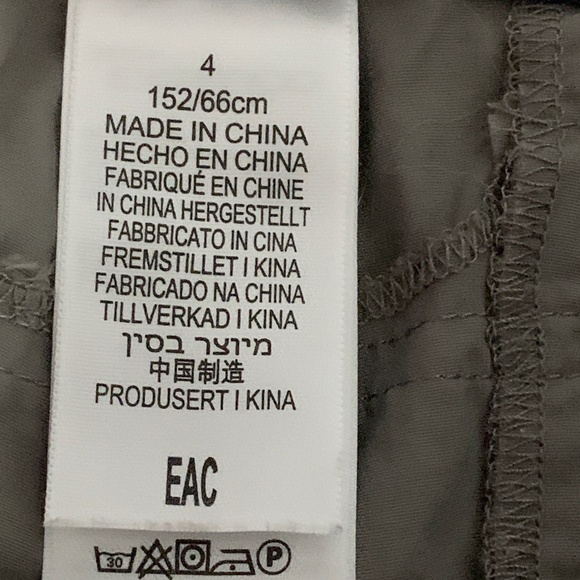 4
152/66cm
MADE IN CHINA
HECHO EN CHINA
FABRIQUÉ EN CHINE
IN CHINA HERGESTELLT
FABBRICATO IN CINA
FREMSTILLET I KINA
FABRICADO NA CHINA
TILLVERKAD I KINA
מיוצר בסין
中国制造
PRODUSERT I KINA
EAC
30 P